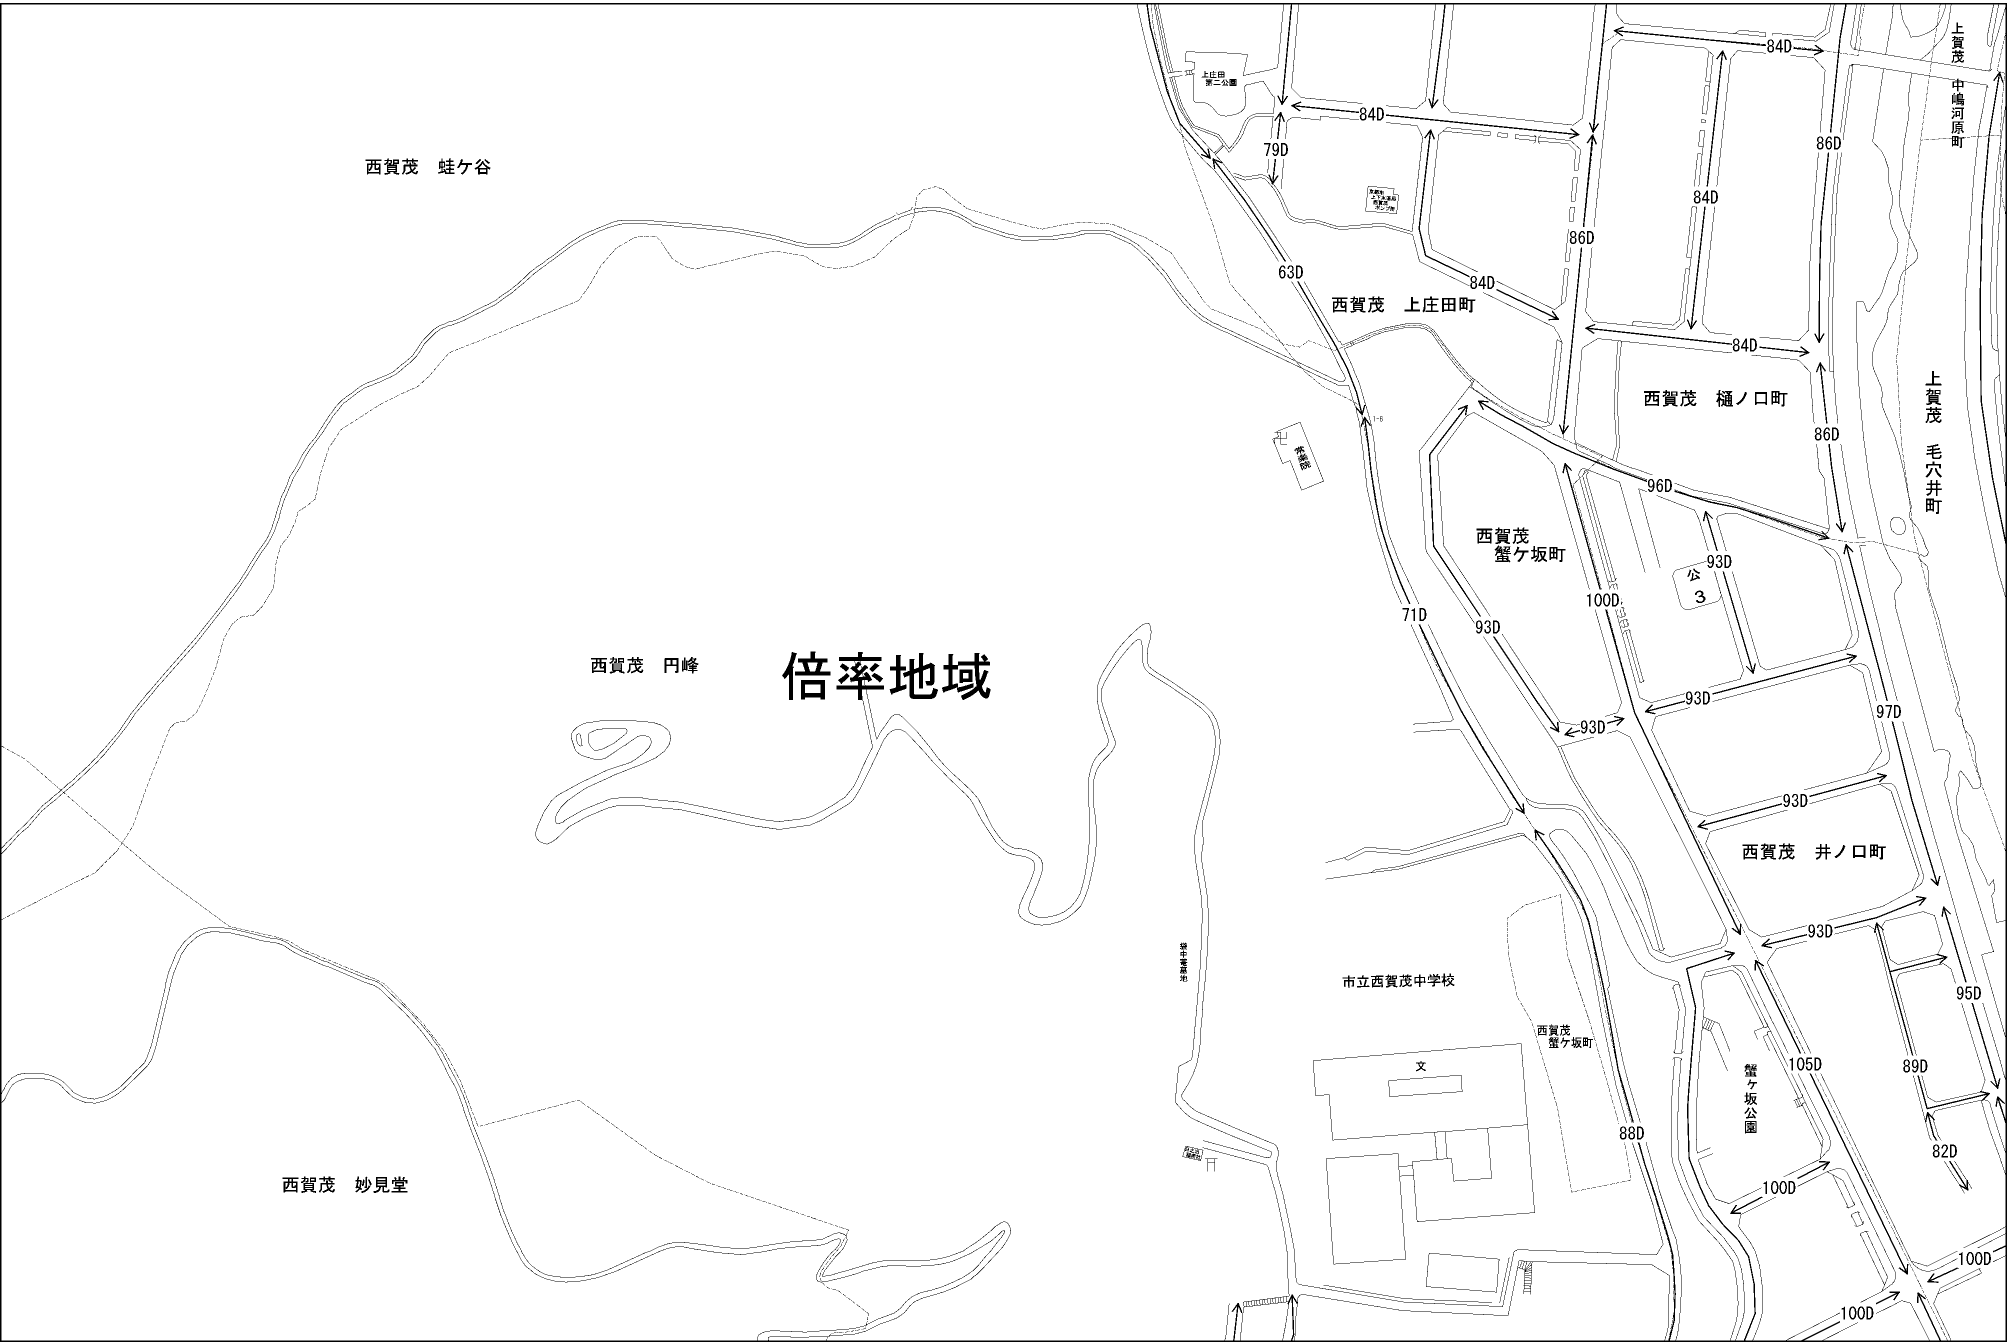 84D
上賀茂　中嶋河原町
上庄田
第二公園
84D
79D
86D
西賀茂　蛙ケ谷
84D
86D
63D
84D
西賀茂　上庄田町
84D
西賀茂　樋ノ口町
上賀茂　毛穴井町
1-6
86D
96D
西賀茂
蟹ケ坂町
93D
公
3
100D
71D
93D
西賀茂　円峰
倍率地域
93D
97D
93D
93D
西賀茂　井ノ口町
93D
市立西賀茂中学校
95D
西賀茂
蟹ケ坂町
文
105D
89D
蟹ヶ坂公園
88D
82D
西賀茂　妙見堂
100D
100D
100D